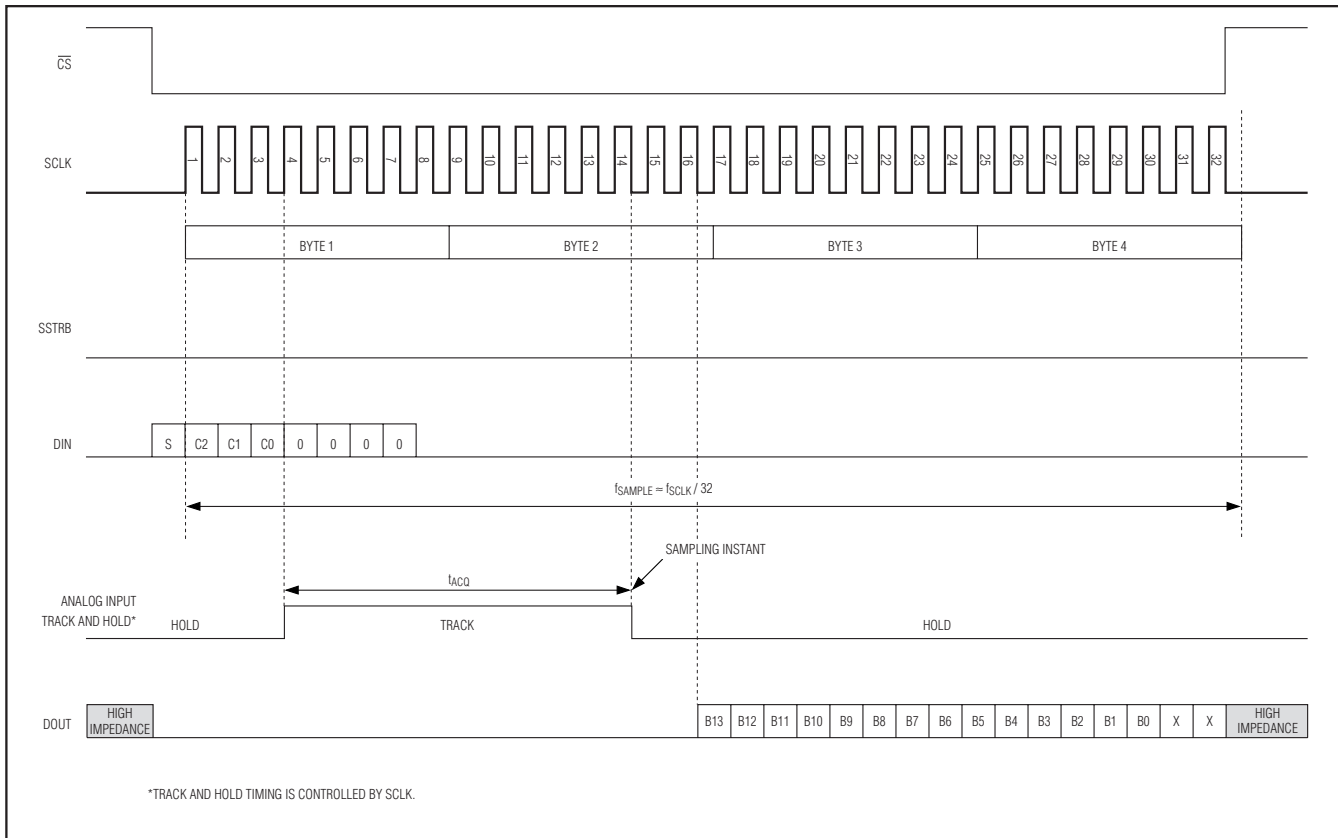 CS
SCLK
1 2 3 4 5 6 7 8 9 10 11 12 13 14 15 16 17 18 19 20 21 22 23 24 25 26 27 28 29 30 31 32
BYTE 1 BYTE 2 BYTE 3 BYTE 4
SSTRB
DIN
S C2 C1 C0 0 0 0 0
fSAMPLE = fSCLK / 32
SAMPLING INSTANT
tACQ
ANALOG INPUT
TRACK AND HOLD*
HOLD TRACK HOLD
DOUT
HIGH
IMPEDANCE
B13 B12 B11 B10 B9 B8 B7 B6 B5 B4 B3 B2 B1 B0 X X
HIGH
IMPEDANCE
*TRACK AND HOLD TIMING IS CONTROLLED BY SCLK.